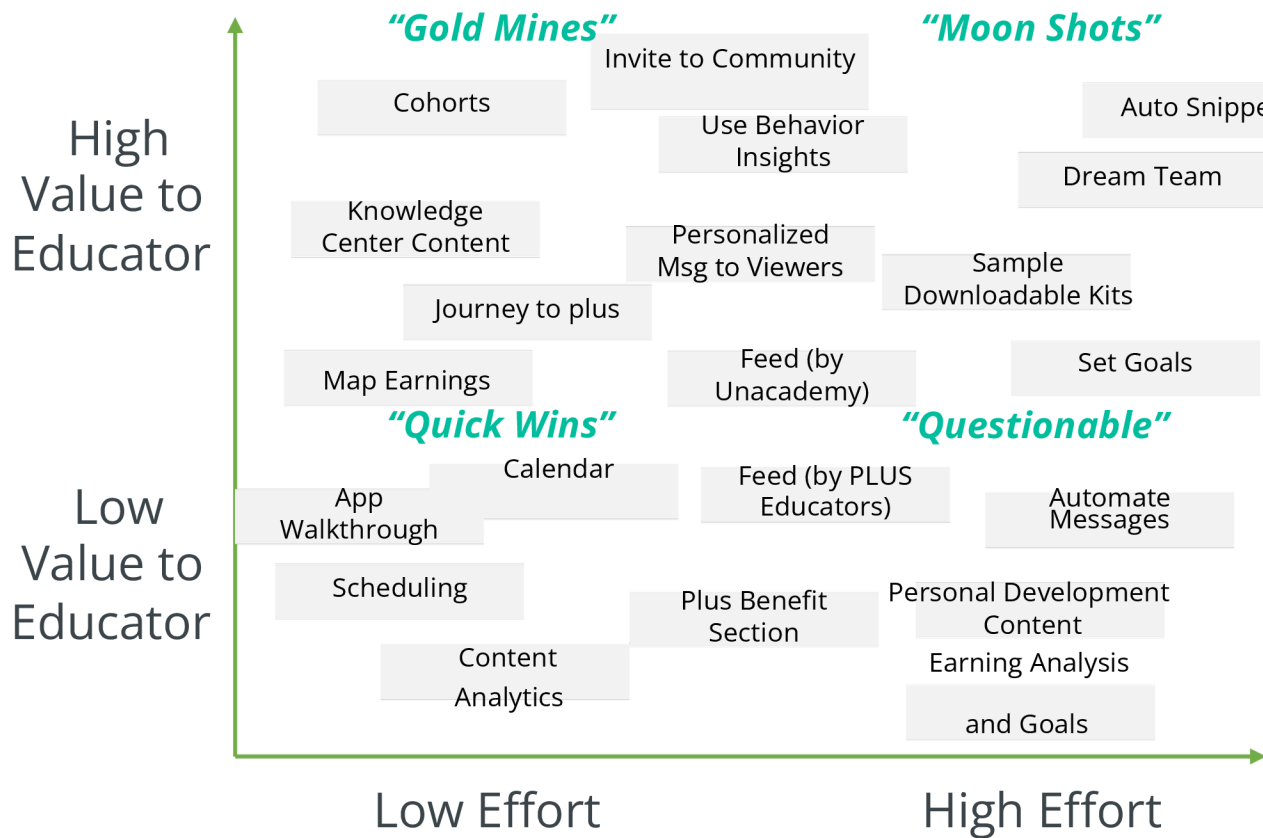 “Gold Mines”
“Moon Shots”
High
Value to
Educator
Invite to Community
Cohorts
Auto Snippe
Use Behavior
Insights
Dream Team
Knowledge
Center Content
Personalized
Msg to Viewers
Sample
Downloadable Kits
Journey to plus
Map Earnings
Feed (by
Unacademy)
Set Goals
“Quick Wins”
“Questionable”
Low
Value to
Educator
Calendar
App
Walkthrough
Feed (by PLUS
Educators)
Automate
Messages
Scheduling
Plus Benefit
Section
Personal Development
Content
Content
Analytics
Earning Analysis
and Goals
Low Effort
High Effort